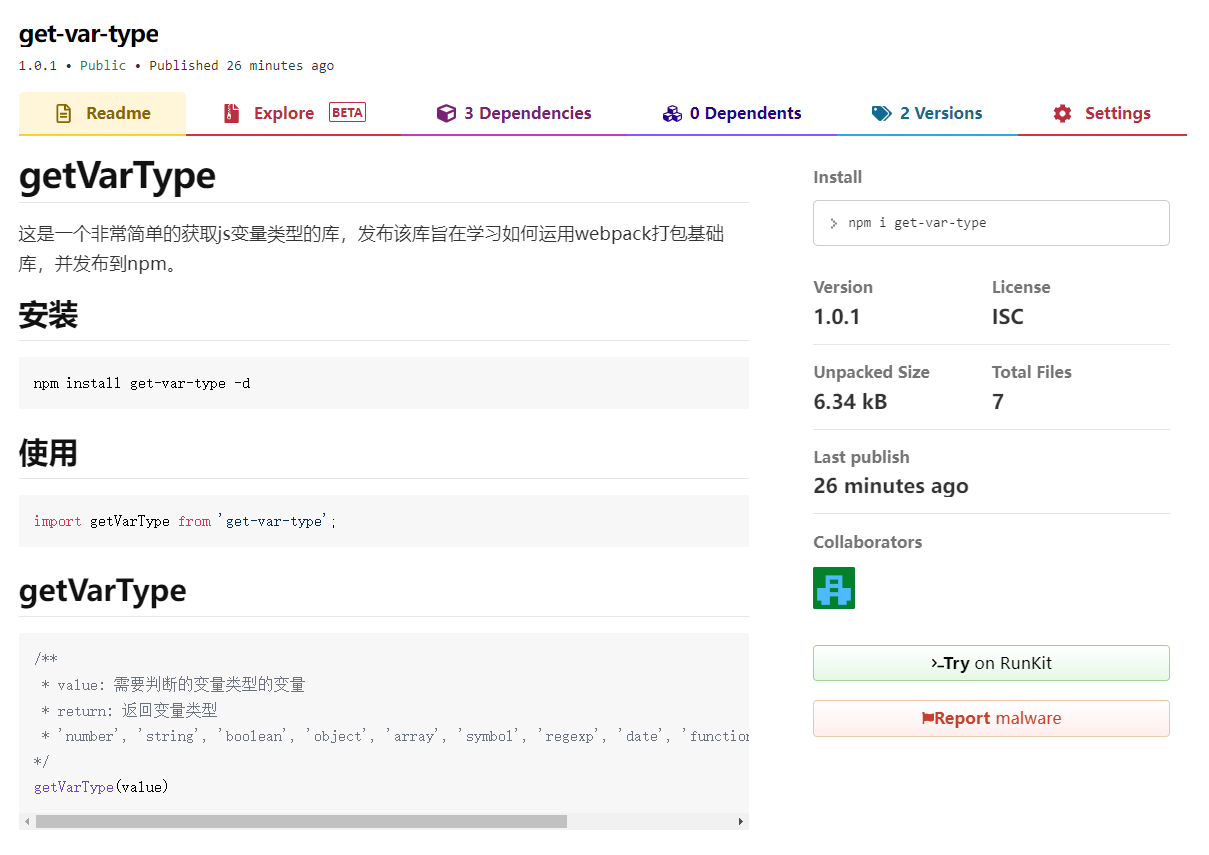 get-var-type
1.0.1 • Public • Published 26 minutes ago
Readme
Explore BETA
3 Dependencies
0 Dependents
2 Versions
Settings
getVarType
这是一个非常简单的获取js变量类型的库，发布该库旨在学习如何运用webpack打包基础
库，并发布到npm。
安装
npm install get-var-type -d
使用
import getVarType from 'get-var-type';
getVarType
/**
* value: 需要判断的变量类型的变量
* return: 返回变量类型
* 'number', 'string', 'boolean', 'object', 'array', 'symbol', 'regexp', 'date', 'function
*/
getVarType(value)
Install
> npm i get-var-type
Version
1.0.1
License
ISC
Unpacked Size
6.34 kB
Total Files
7
Last publish
26 minutes ago
Collaborators
Try on RunKit
Report malware